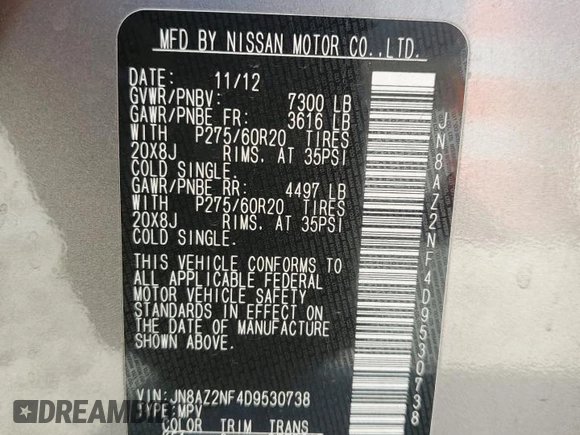 MFD BY NISSAN MOTOR CO.,LTD.
DATE: 11/12
GVWR/PNBV: 7300 LB
GAWR/PNBE FR: 3616 LB
WITH P275/60R20 TIRES
20X8J RIMS. AT 35PSI
COLD SINGLE.
GAWR/PNBE RR: 4497 LB
WITH P275/60R20 TIRES
20X8J RIMS. AT 35PSI
COLD SINGLE.
THIS VEHICLE CONFORMS TO
ALL APPLICABLE FEDERAL
MOTOR VEHICLE SAFETY
STANDARDS IN EFFECT ON
THE DATE OF MANUFACTURE
SHOWN ABOVE.
VIN:JN8AZ2NF4D9530738
TYPE:MPV
COLOR TRIM TRANS
JN8AZ2NF4D9530738